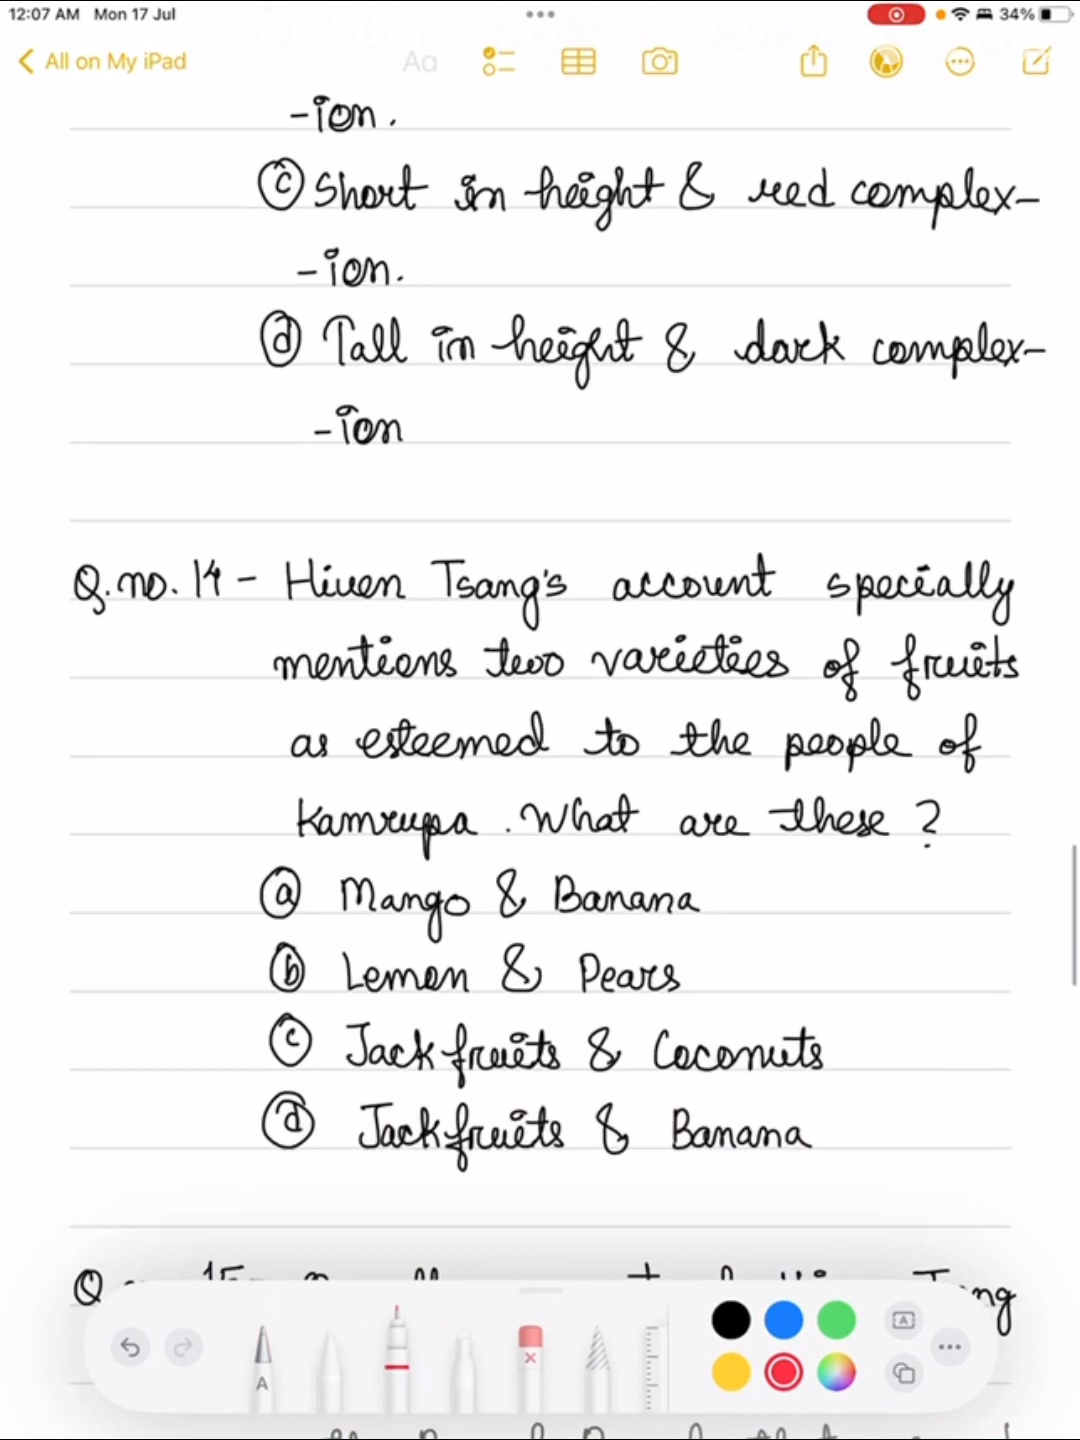 12:07 AM Mon 17 Jul
34%
All on My iPad
Aa
-ion.
(c) Short in height & red complex-
-ion.
(d) Tall in height & dark complex-
-ion
Q.no. 14 - Hiuen Tsang's account specially
mentions two varieties of fruits
as esteemed to the people of
Kamrupa. What are these ?
(a) Mango & Banana
(b) Lemon & Pears
(c) Jackfruits & Coconuts
(d) Jackfruits & Banana
A
A